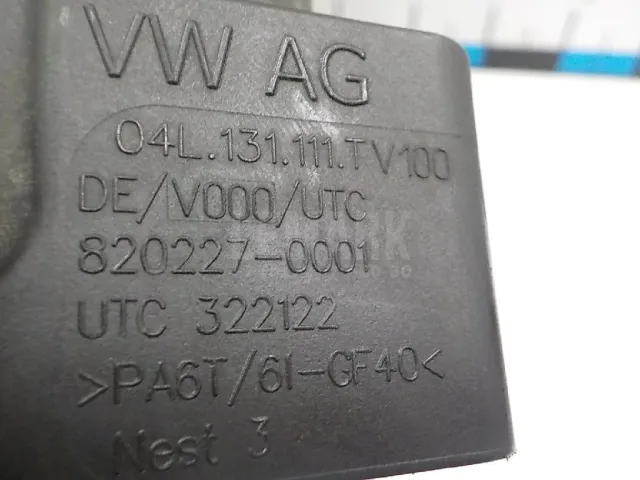 VW AG
04L.131.111.TV100
DE/V000/UTC
820227-0001
UTC 322122
>PA6T/6I-GF40<
Nest 3